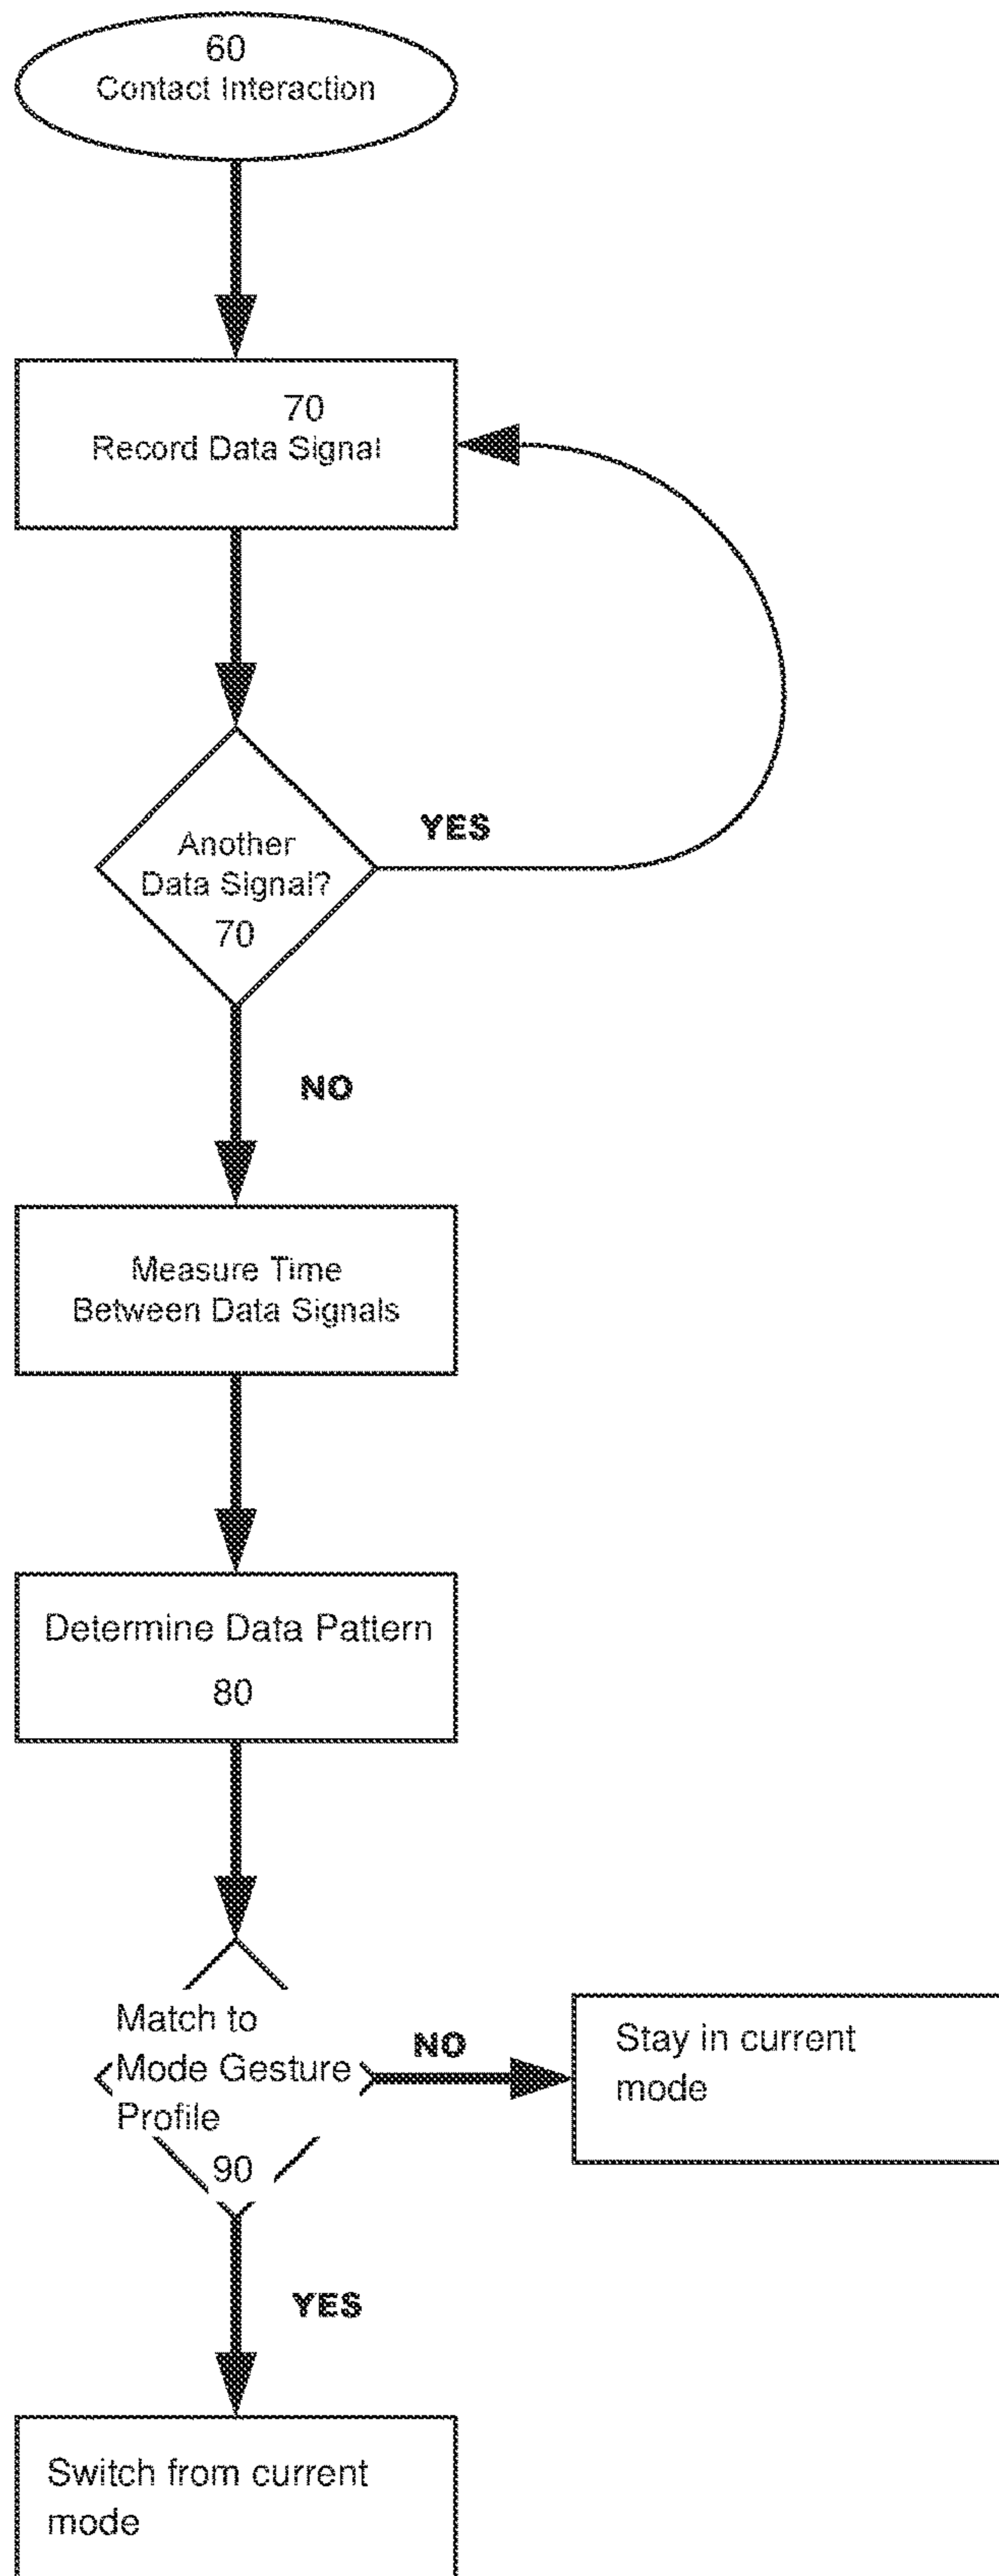 60
Contact Interaction
70
Record Data Signal
YES
Another
Data Signal?
70
NO
Measure Time
Between Data Signals
Determine Data Pattern
80
Match to
Mode Gesture
Profile
90
NO
Stay in current
mode
YES
Switch from current
mode